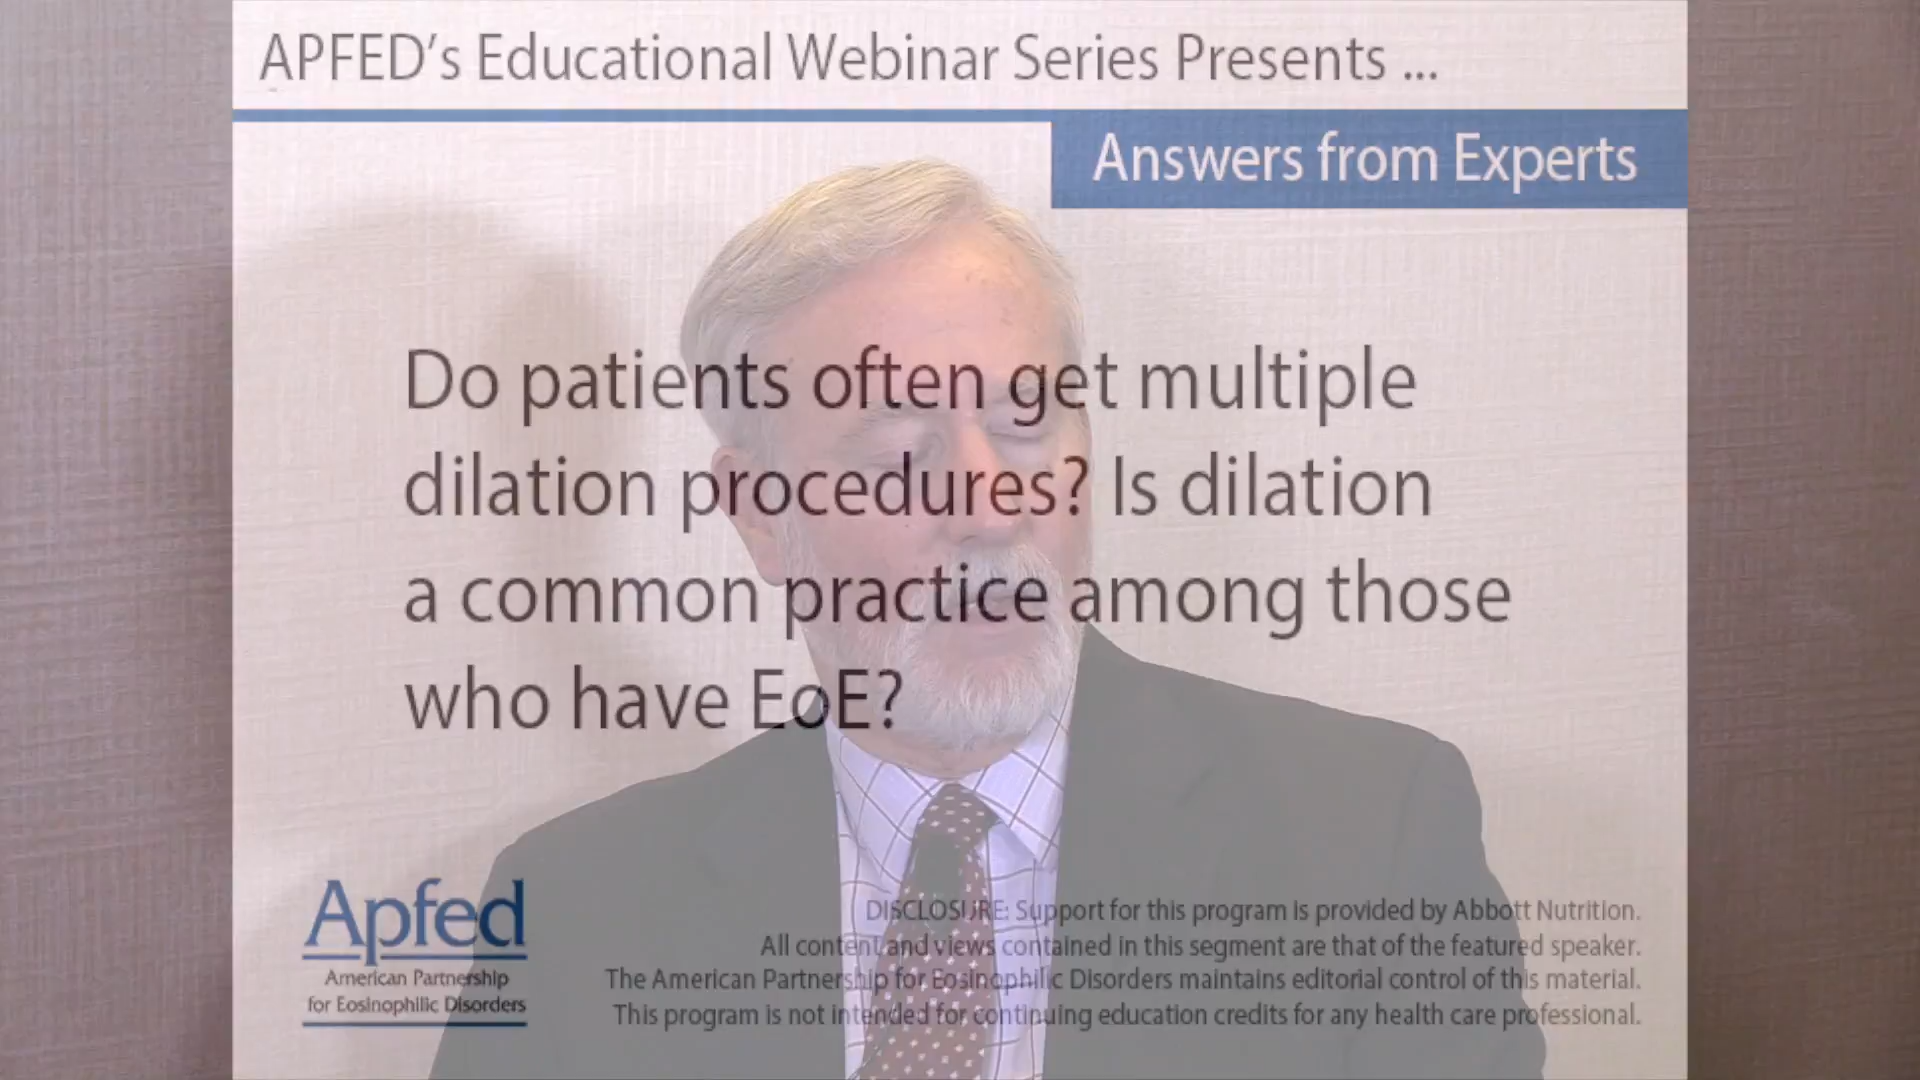 APFED's Educational Webinar Series Presents ...
Answers from Experts
Do patients often get multiple
dilation procedures? Is dilation
a common practice among those
who have EoE?
Apfed
American Partnership
for Eosinophilic Disorders
DISCLOSURE: Support for this program is provided by Abbott Nutrition.
All content and views contained in this segment are that of the featured speaker.
The American Partnership for Eosinophilic Disorders maintains editorial control of this material.
This program is not intended for continuing education credits for any health care professional.